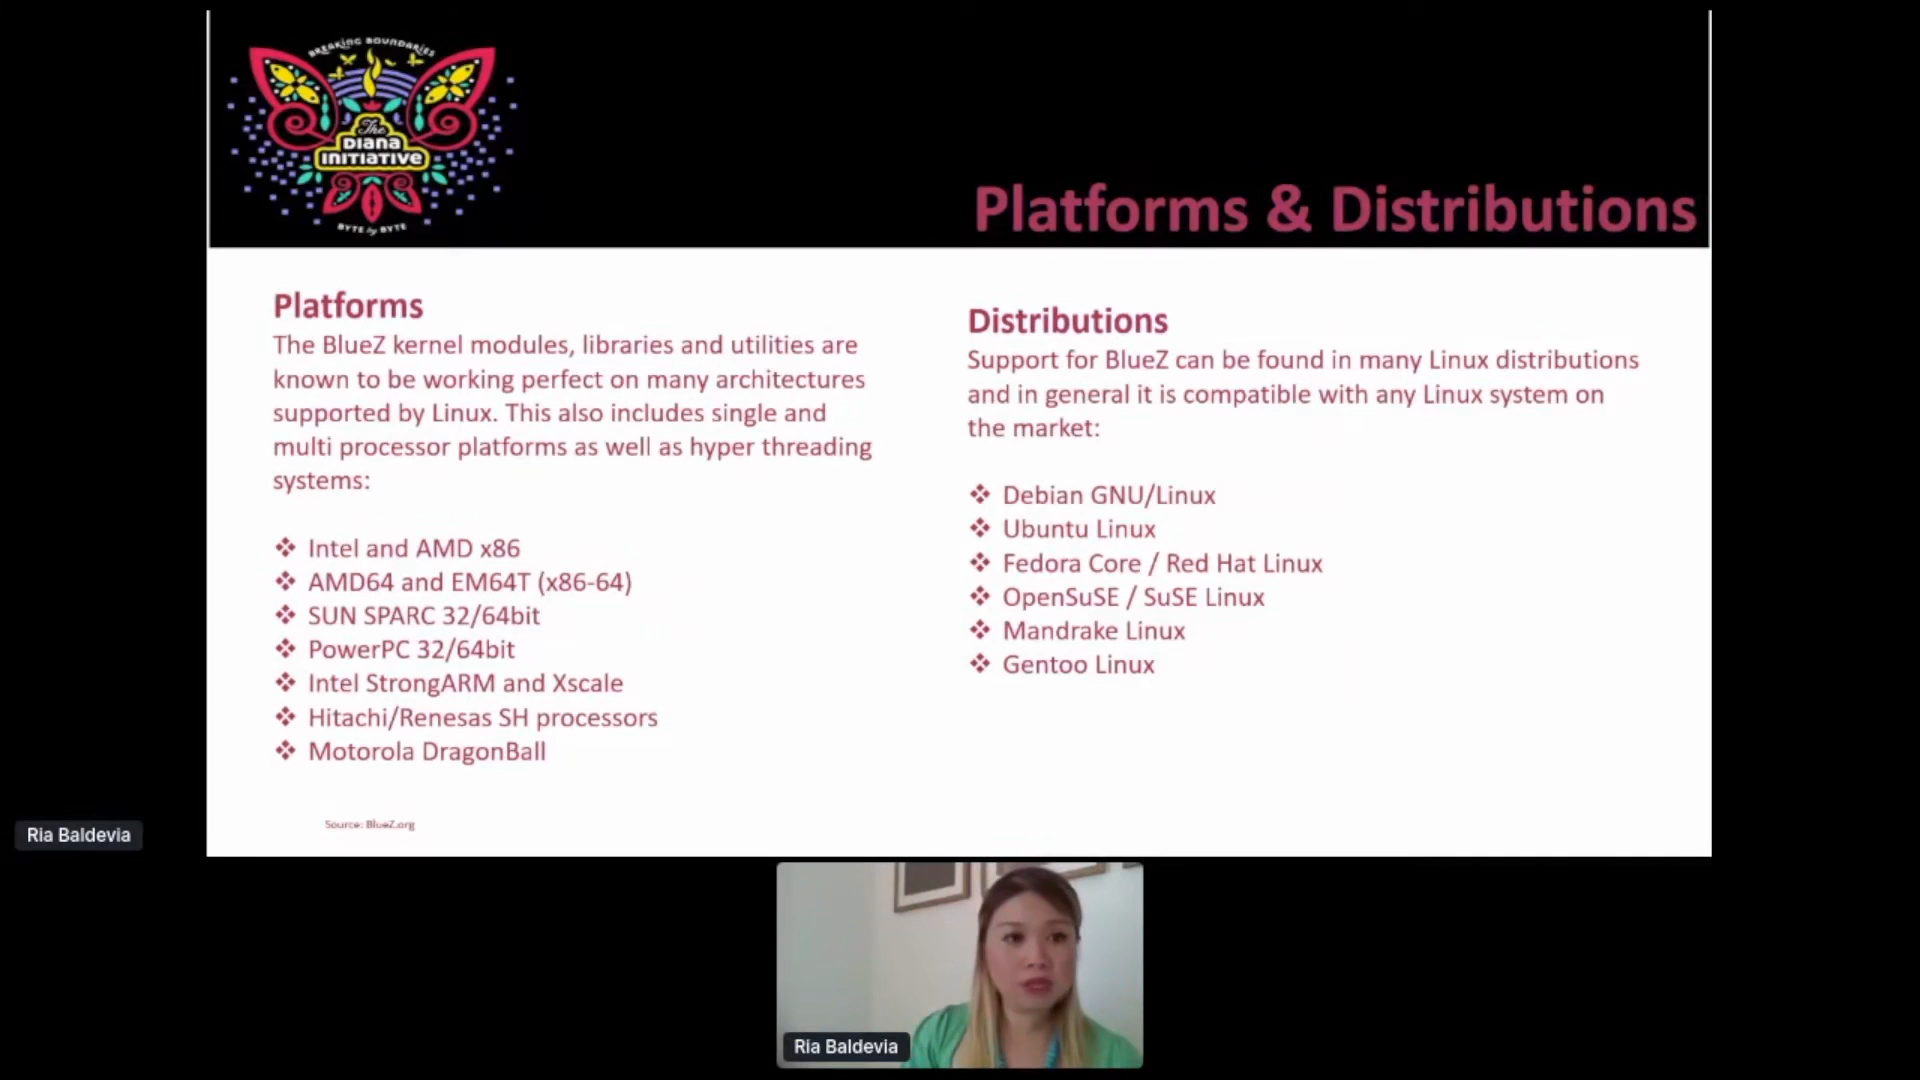 BREAKING BOUNDARIES
The
Diana
INITIATIVE
BYTE by BYTE
Platforms & Distributions
Platforms
The BlueZ kernel modules, libraries and utilities are
known to be working perfect on many architectures
supported by Linux. This also includes single and
multi processor platforms as well as hyper threading
systems:
❖ Intel and AMD x86
❖ AMD64 and EM64T (x86-64)
❖ SUN SPARC 32/64bit
❖ PowerPC 32/64bit
❖ Intel StrongARM and Xscale
❖ Hitachi/Renesas SH processors
❖ Motorola DragonBall
Source: BlueZ.org
Distributions
Support for BlueZ can be found in many Linux distributions
and in general it is compatible with any Linux system on
the market:
❖ Debian GNU/Linux
❖ Ubuntu Linux
❖ Fedora Core / Red Hat Linux
❖ OpenSuSE / SuSE Linux
❖ Mandrake Linux
❖ Gentoo Linux
Ria Baldevia
Ria Baldevia